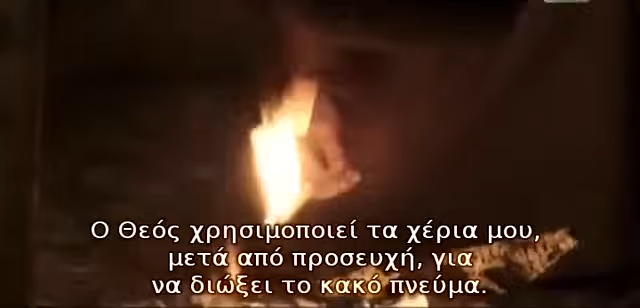 Ο Θεός χρησιμοποιεί τα χέρια μου,
μετά από προσευχή, για
να διώξει το κακό πνεύμα.